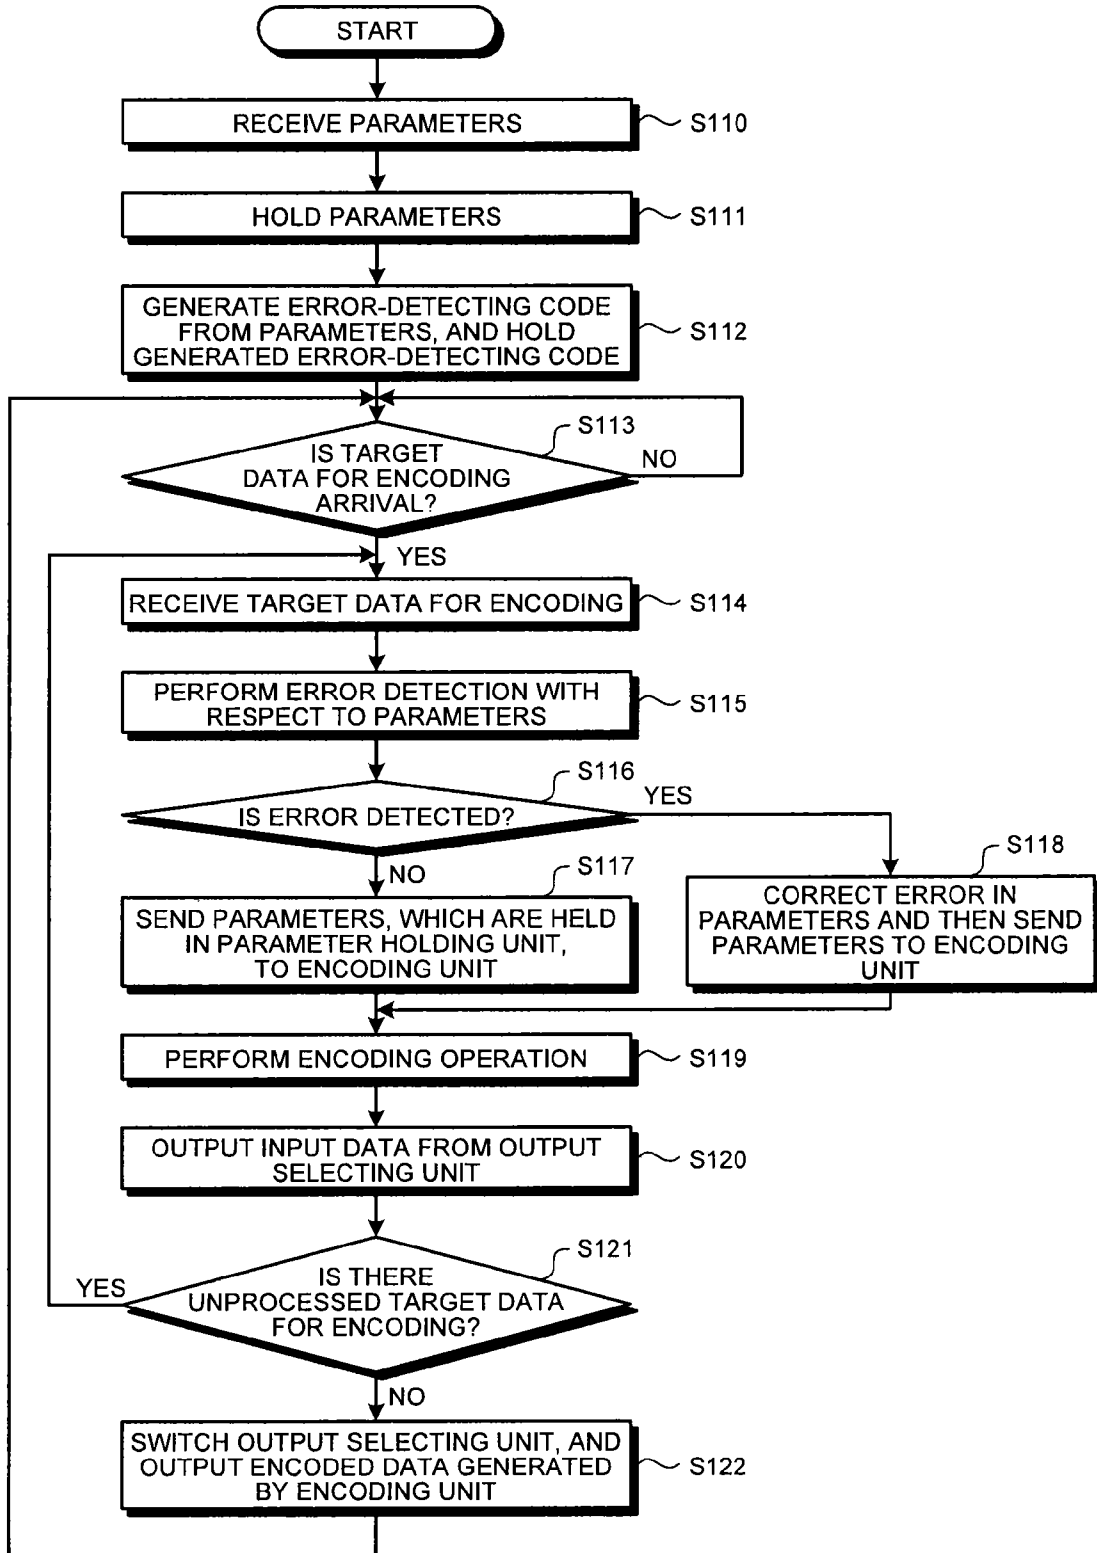 START
RECEIVE PARAMETERS
S110
HOLD PARAMETERS
S111
GENERATE ERROR-DETECTING CODE
FROM PARAMETERS, AND HOLD
GENERATED ERROR-DETECTING CODE
S112
S113
IS TARGET
DATA FOR ENCODING
ARRIVAL?
NO
YES
RECEIVE TARGET DATA FOR ENCODING
S114
PERFORM ERROR DETECTION WITH
RESPECT TO PARAMETERS
S115
S116
IS ERROR DETECTED?
YES
NO
S117
SEND PARAMETERS, WHICH ARE HELD
IN PARAMETER HOLDING UNIT,
TO ENCODING UNIT
S118
CORRECT ERROR IN
PARAMETERS AND THEN SEND
PARAMETERS TO ENCODING
UNIT
PERFORM ENCODING OPERATION
S119
OUTPUT INPUT DATA FROM OUTPUT
SELECTING UNIT
S120
S121
IS THERE
UNPROCESSED TARGET DATA
FOR ENCODING?
YES
NO
SWITCH OUTPUT SELECTING UNIT, AND
OUTPUT ENCODED DATA GENERATED
BY ENCODING UNIT
S122